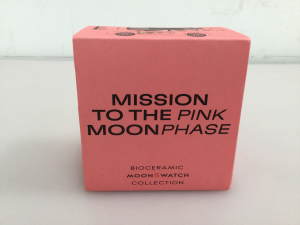 MISSION
TO THE PINK
MOONPHASE
BIOCERAMIC
MOONSWATCH
COLLECTION